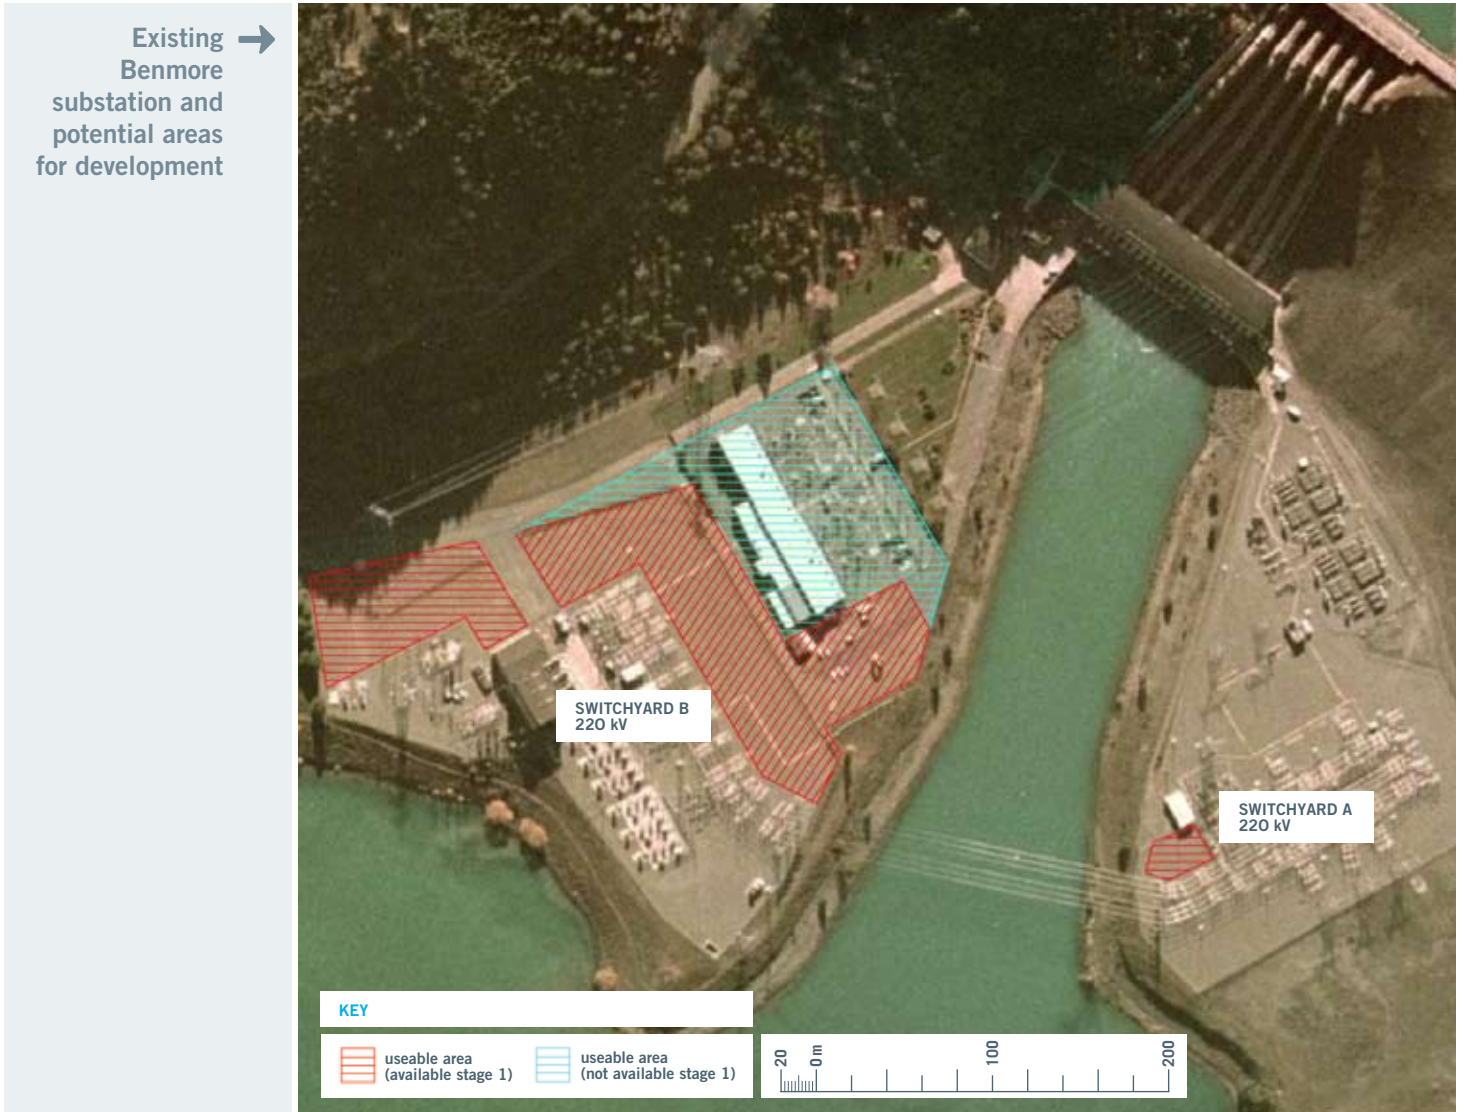 Existing
Benmore
substation and
potential areas
for development
SWITCHYARD B
220 kV
SWITCHYARD A
220 kV
KEY
useable area
(available stage 1)
useable area
(not available stage 1)
20
0 m
100
200